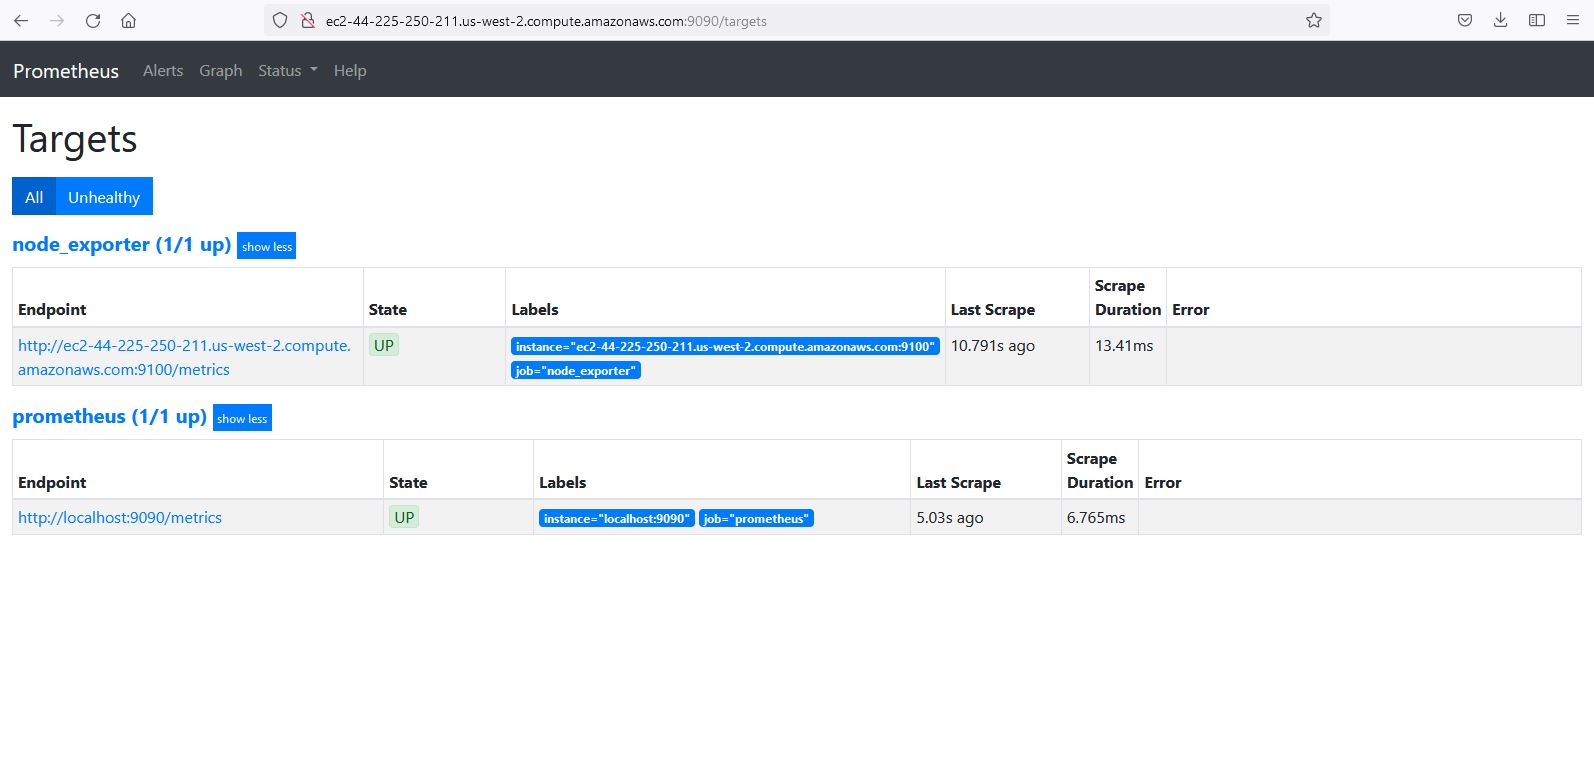 ec2-44-225-250-211.us-west-2.compute.amazonaws.com:9090/targets
Prometheus Alerts Graph Status Help
Targets
All Unhealthy
node_exporter (1/1 up) show less
Endpoint State Labels Last Scrape Scrape Duration Error
http://ec2-44-225-250-211.us-west-2.compute.
amazonaws.com:9100/metrics
UP
instance="ec2-44-225-250-211.us-west-2.compute.amazonaws.com:9100"
job="node_exporter"
10.791s ago
13.41ms
prometheus (1/1 up) show less
Endpoint State Labels Last Scrape Scrape Duration Error
http://localhost:9090/metrics UP instance="localhost:9090" job="prometheus" 5.03s ago 6.765ms